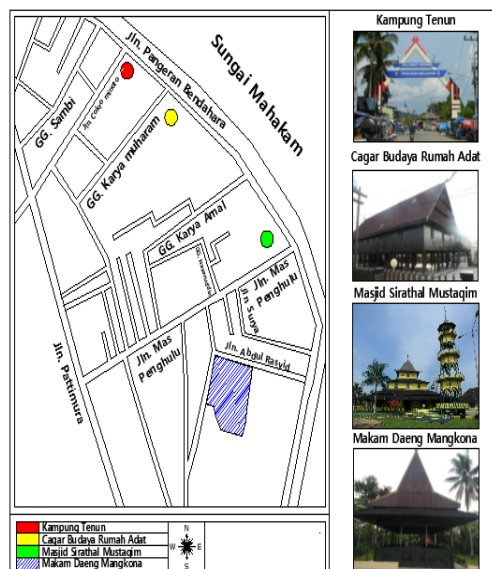 Kampung Tenun
Cagar Budaya Rumah Adat
Masjid Sirathal Mustaqim
Makam Daeng Mangkona
Sungai Mahakam
Jln. Pangeran Bendahara
GG. Sambi
GG. Karya muharam
GG. Karya Amal
Jln. Mas
Penghulu
Jln Surya
Jln. Abdul Rasyid
Jln. Mas
Penghulu
Jln. Pattimura
Kampung Tenun
Cagar Budaya Rumah Adat
Masjid Sirathal Mustaqim
Makam Daeng Mangkona
N
W E
S